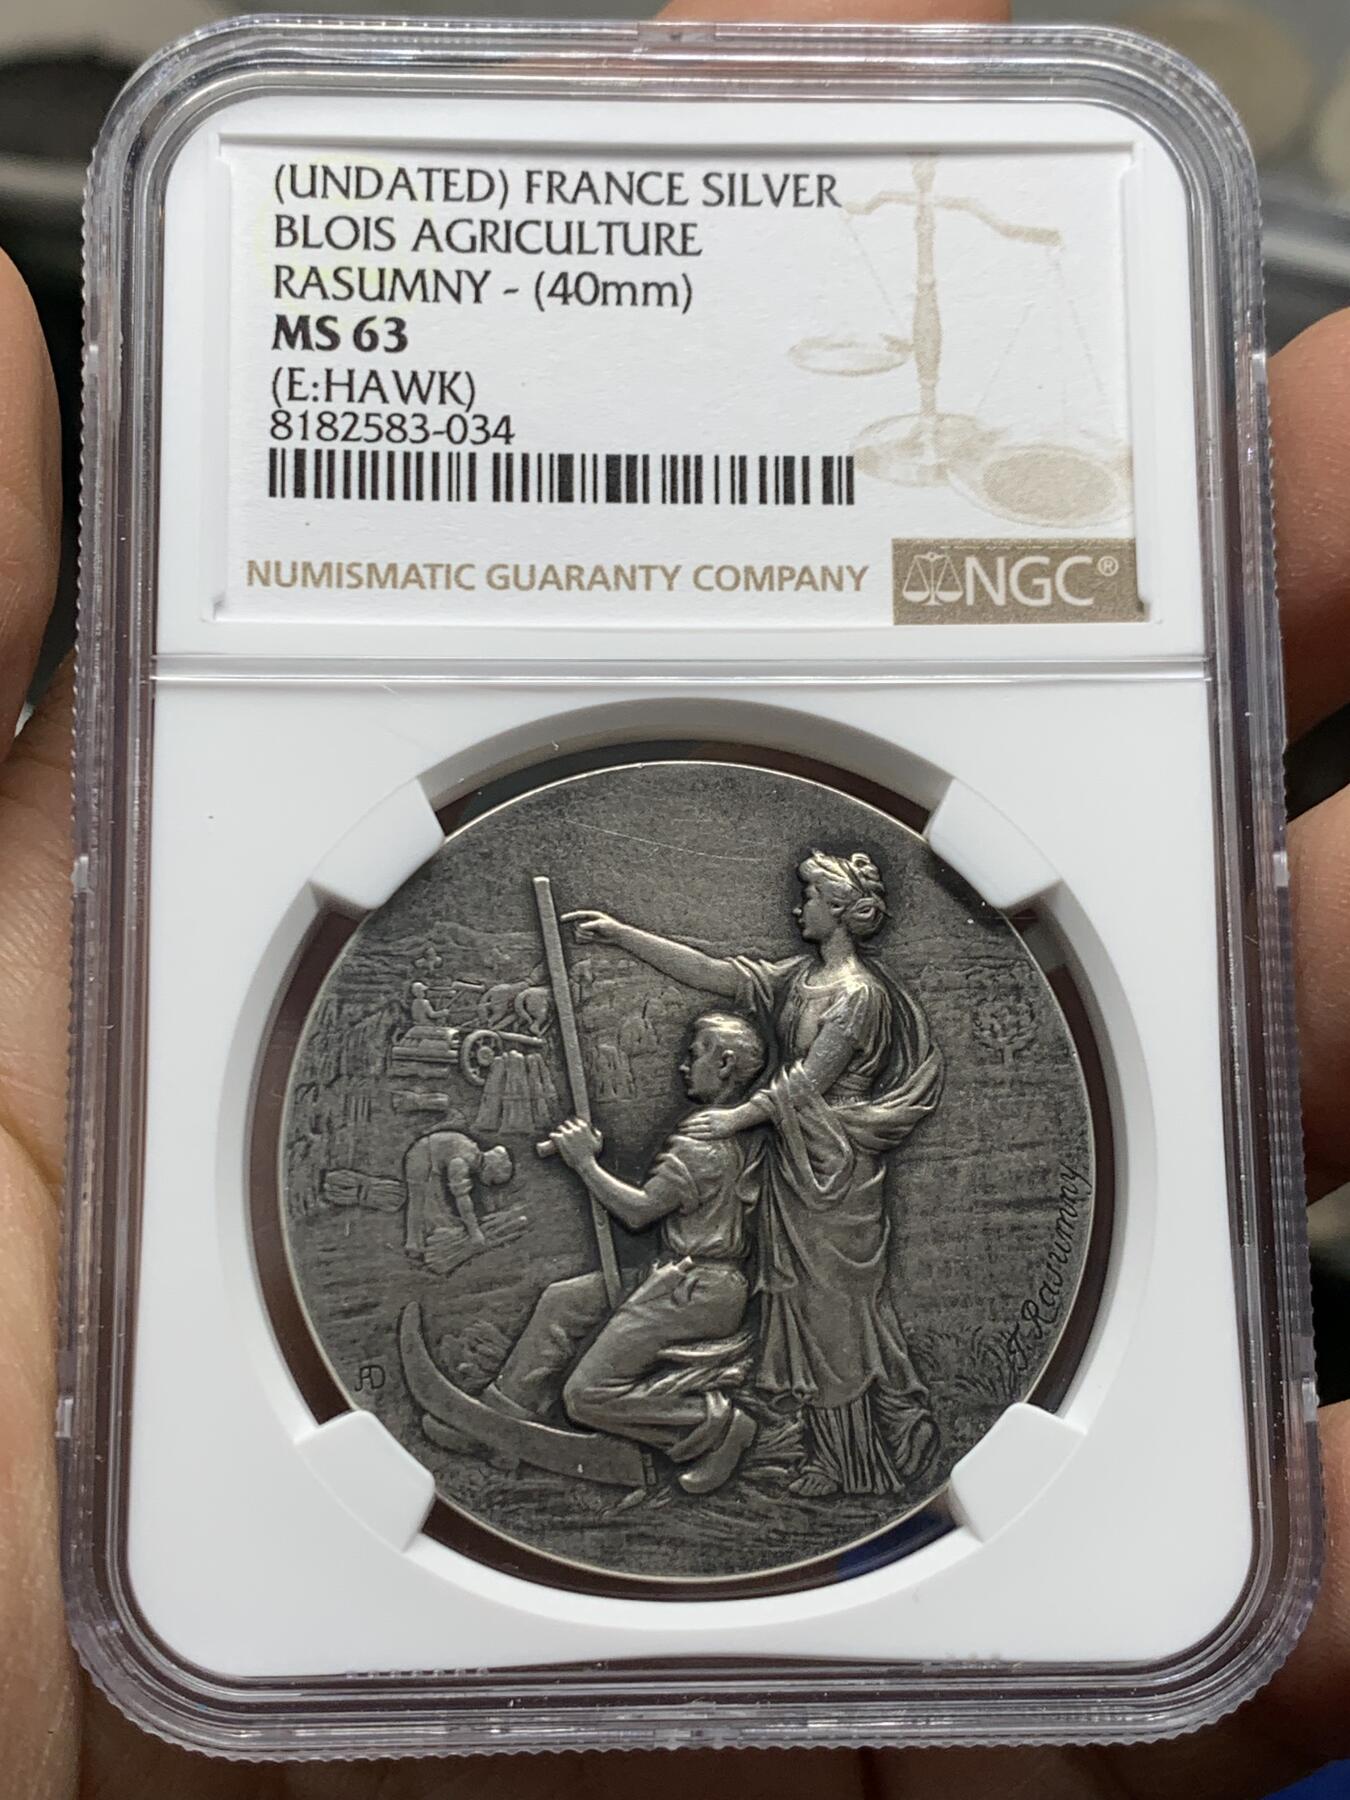 (UNDATED) FRANCE SILVER
BLOIS AGRICULTURE
RASUMNY - (40mm)
MS 63
(E:HAWK)
8182583-034
NUMISMATIC GUARANTY COMPANY
NGC®
F. Rasumny
AD